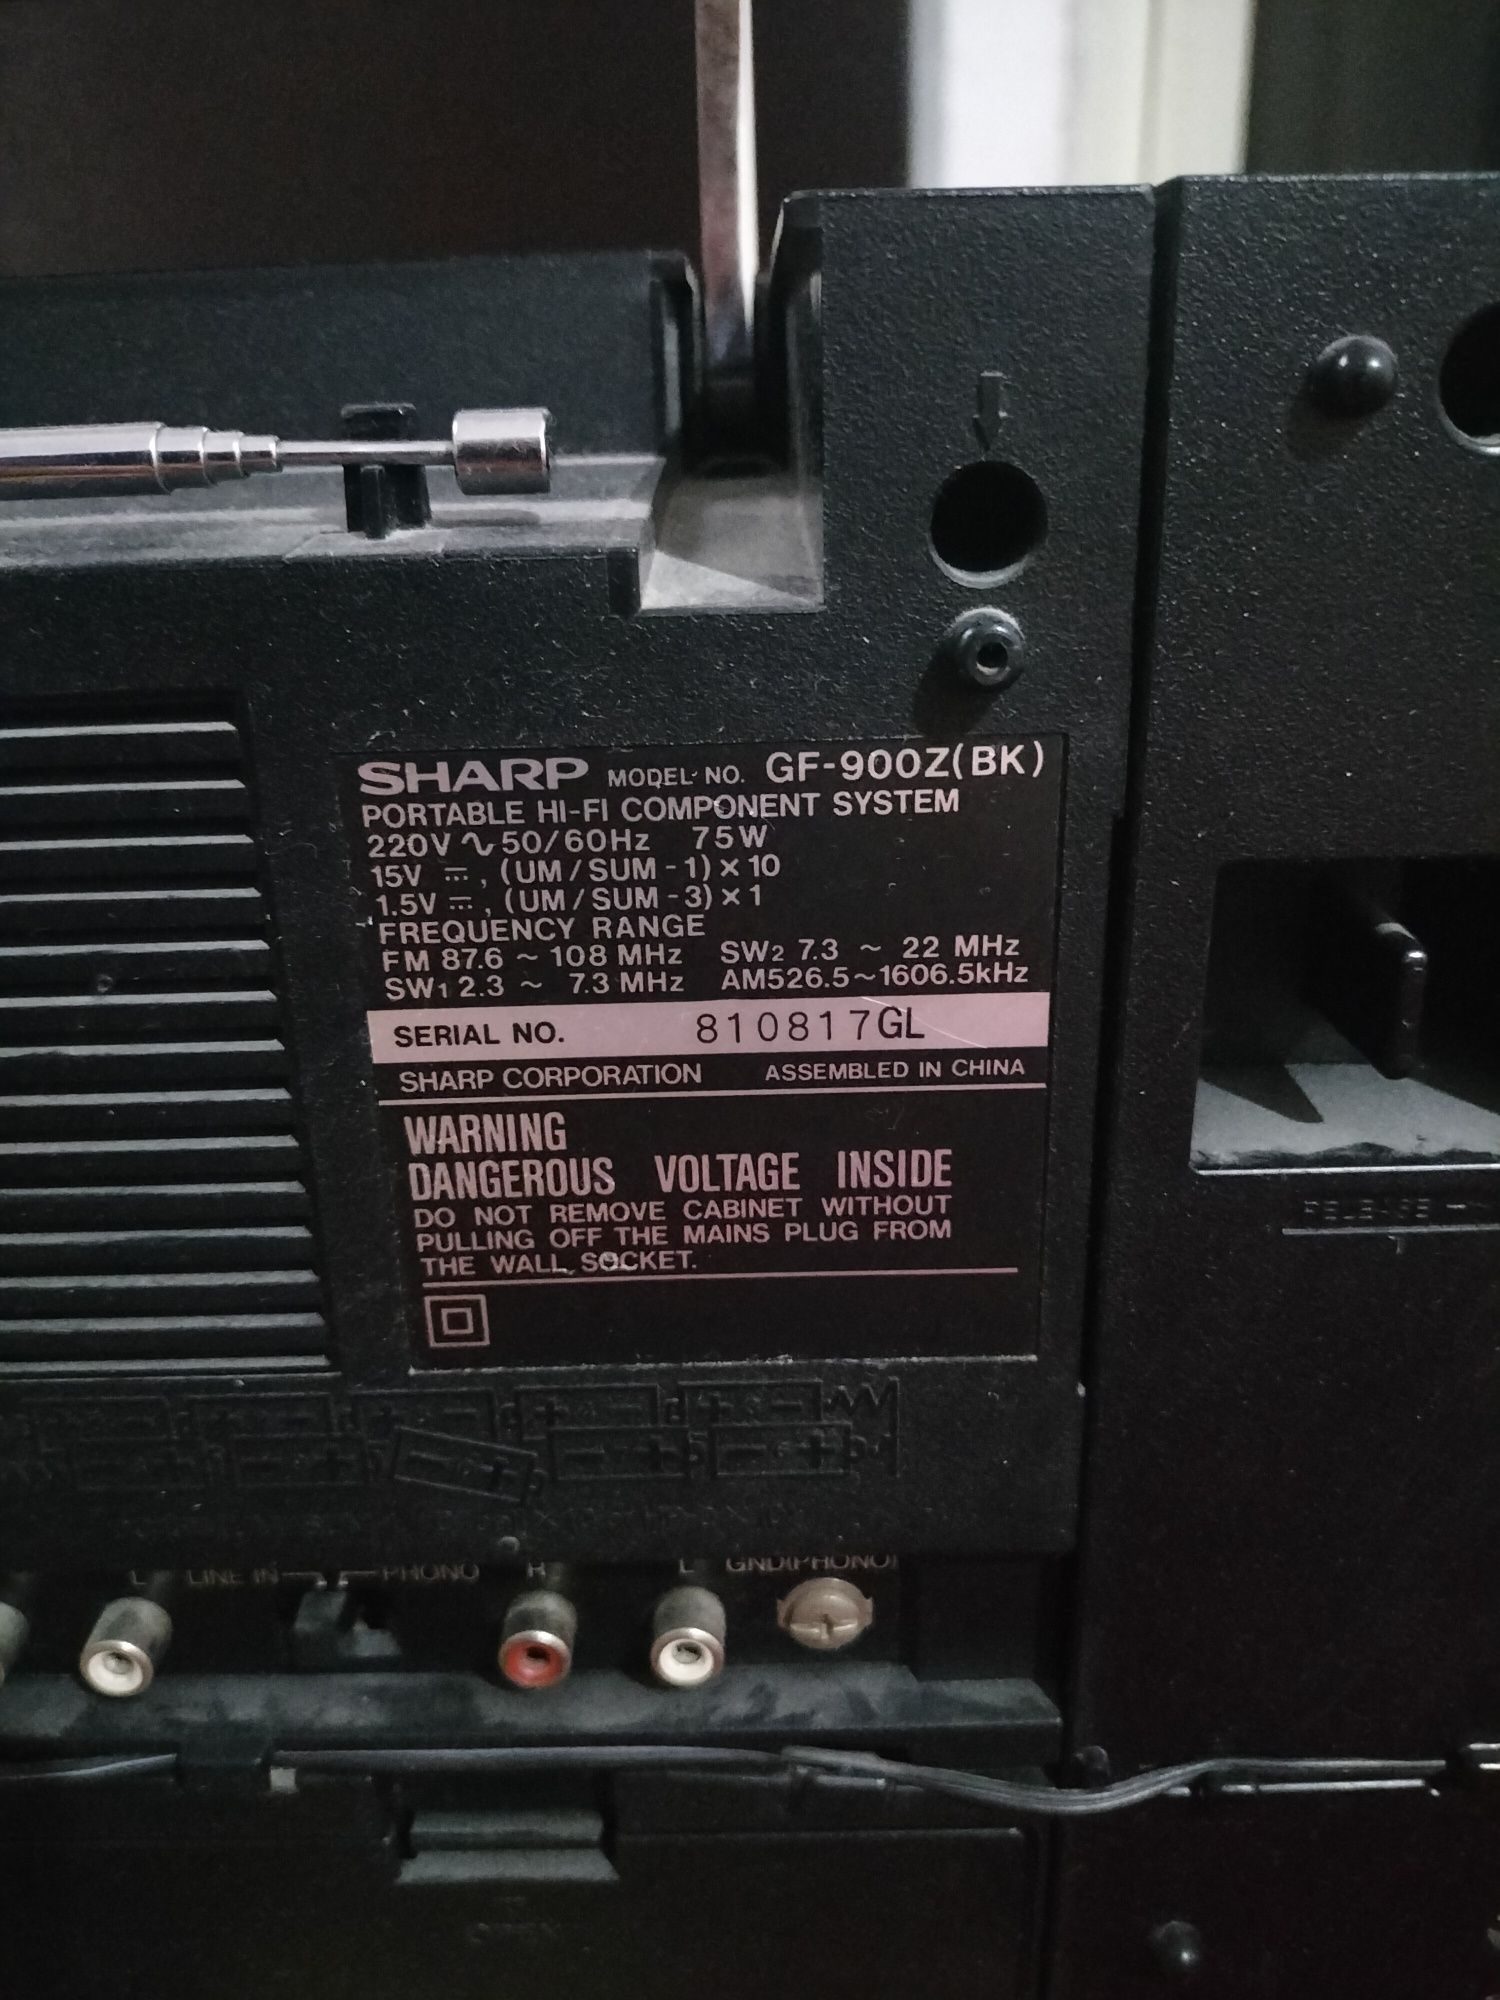 SHARP MODEL NO. GF-900Z(BK)
PORTABLE HI-FI COMPONENT SYSTEM
220V ∿ 50/60Hz 75W
15V ⎓, (UM/SUM-1)×10
1.5V ⎓, (UM/SUM-3)×1
FREQUENCY RANGE
FM 87.6 ~ 108 MHz SW2 7.3 ~ 22 MHz
SW1 2.3 ~ 7.3 MHz AM526.5~1606.5kHz
SERIAL NO. 810817GL
SHARP CORPORATION ASSEMBLED IN CHINA
WARNING
DANGEROUS VOLTAGE INSIDE
DO NOT REMOVE CABINET WITHOUT
PULLING OFF THE MAINS PLUG FROM
THE WALL SOCKET.
RELEASE
L LINE IN PHONO R L GND(PHONO)